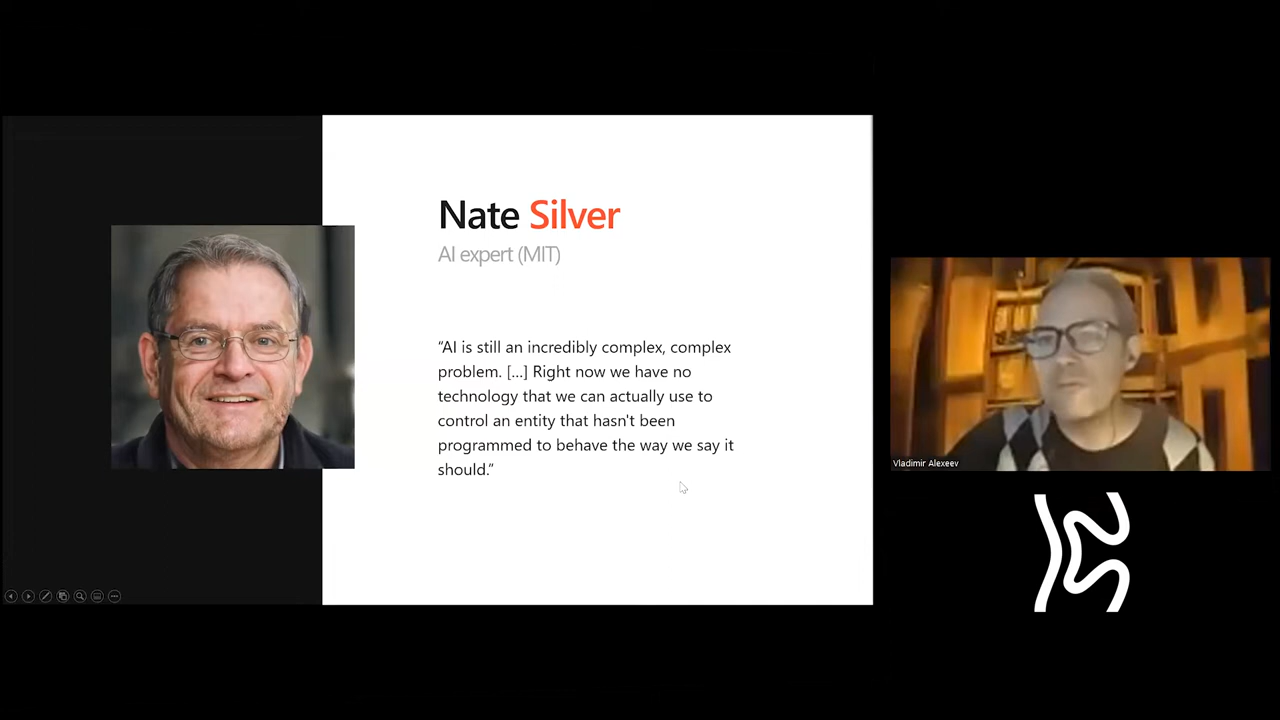 Nate Silver
AI expert (MIT)
“AI is still an incredibly complex, complex
problem. [...] Right now we have no
technology that we can actually use to
control an entity that hasn't been
programmed to behave the way we say it
should.”
Vladimir Alexeev